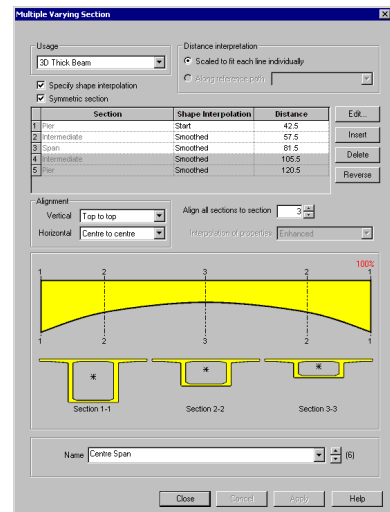 Multiple Varying Section
Usage
3D Thick Beam
Distance interpretation
Scaled to fit each line individually
Along reference path
Specify shape interpolation
Symmetric section
Section Shape Interpolation Distance
1 Pier Start 42.5
2 Intermediate Smoothed 57.5
3 Span Smoothed 81.5
4 Intermediate Smoothed 105.5
5 Pier Smoothed 120.5
Edit...
Insert
Delete
Reverse
Alignment
Vertical Top to top
Horizontal Centre to centre
Align all sections to section 3
Interpolation of properties Enhanced
100%
1 2 3 2 1
1 2 3 2 1
Section 1-1 Section 2-2 Section 3-3
Name Centre Span (6)
Close Cancel Apply Help